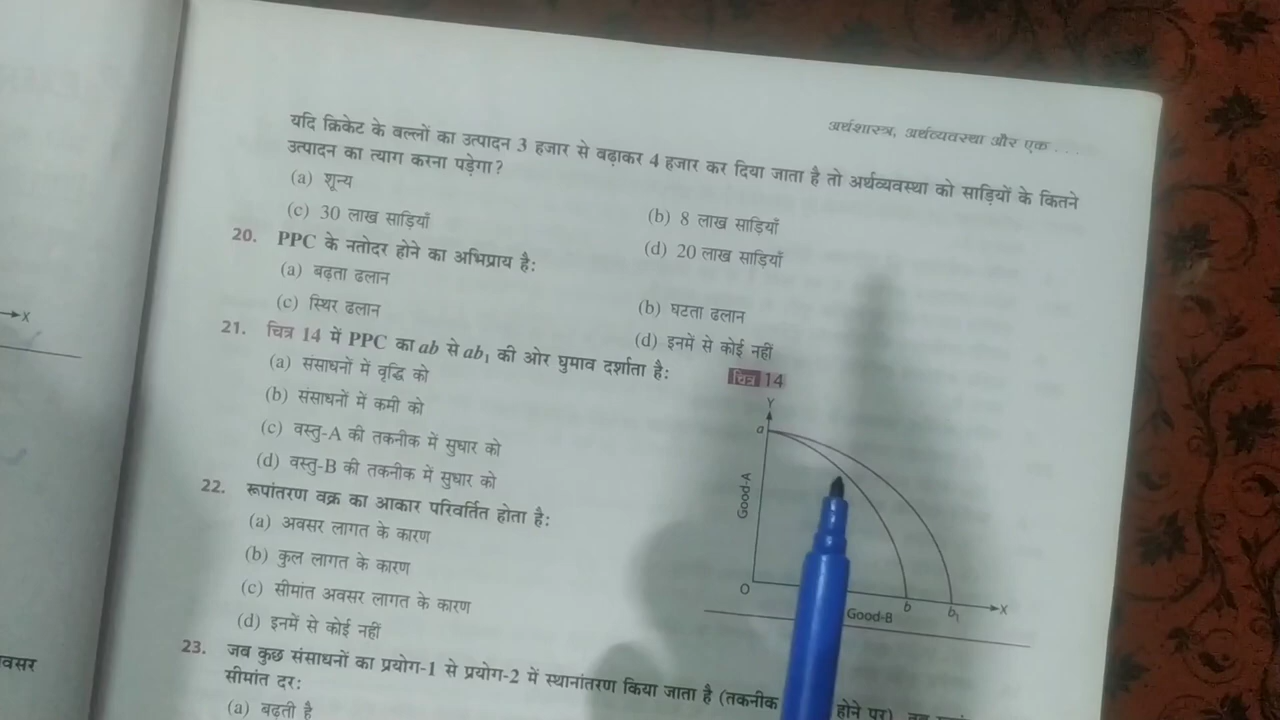 अर्थशास्त्र, अर्थव्यवस्था और एक . . . .
यदि क्रिकेट के बल्लों का उत्पादन 3 हजार से बढ़ाकर 4 हजार कर दिया जाता है तो अर्थव्यवस्था को साड़ियों के कितने
उत्पादन का त्याग करना पड़ेगा?
(a) शून्य
(b) 8 लाख साड़ियाँ
(c) 30 लाख साड़ियाँ
(d) 20 लाख साड़ियाँ
20. PPC के नतोदर होने का अभिप्राय है:
(a) बढ़ता ढलान
(b) घटता ढलान
(c) स्थिर ढलान
(d) इनमें से कोई नहीं
21. चित्र 14 में PPC का ab से ab₁ की ओर घुमाव दर्शाता है:
(a) संसाधनों में वृद्धि को
(b) संसाधनों में कमी को
(c) वस्तु-A की तकनीक में सुधार को
(d) वस्तु-B की तकनीक में सुधार को
चित्र 14
Y
a
Good-A
O
b
b₁
X
Good-B
22. रूपांतरण वक्र का आकार परिवर्तित होता है:
(a) अवसर लागत के कारण
(b) कुल लागत के कारण
(c) सीमांत अवसर लागत के कारण
(d) इनमें से कोई नहीं
23. जब कुछ संसाधनों का प्रयोग-1 से प्रयोग-2 में स्थानांतरण किया जाता है (तकनीक होने पर)
सीमांत दर:
(a) बढ़ती है
X
वसर